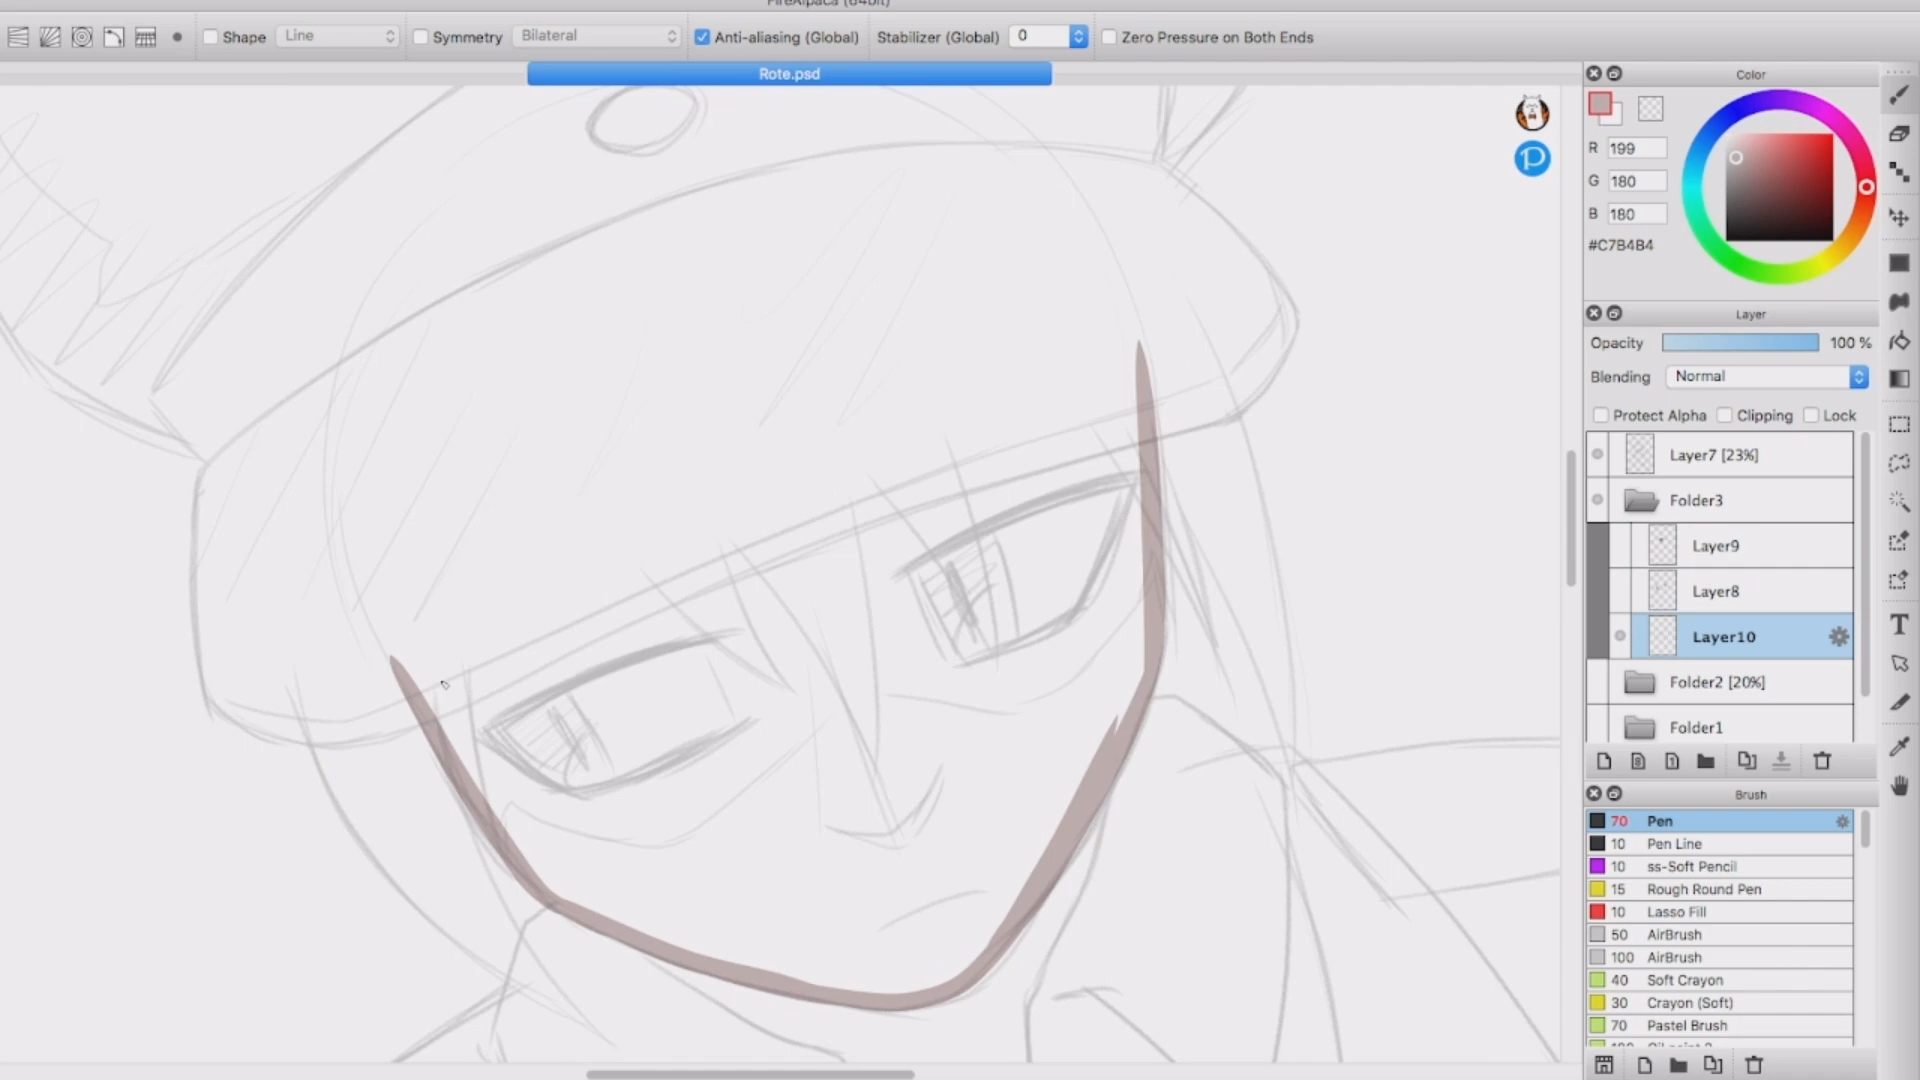 FireAlpaca (64bit)
Shape Line Symmetry Bilateral Anti-aliasing (Global) Stabilizer (Global) 0 Zero Pressure on Both Ends
Rote.psd
Color
R 199
G 180
B 180
#C7B4B4
Layer
Opacity 100 %
Blending Normal
Protect Alpha Clipping Lock
Layer7 [23%]
Folder3
Layer9
Layer8
Layer10
Folder2 [20%]
Folder1
Brush
70 Pen
10 Pen Line
10 ss-Soft Pencil
15 Rough Round Pen
10 Lasso Fill
50 AirBrush
100 AirBrush
40 Soft Crayon
30 Crayon (Soft)
70 Pastel Brush